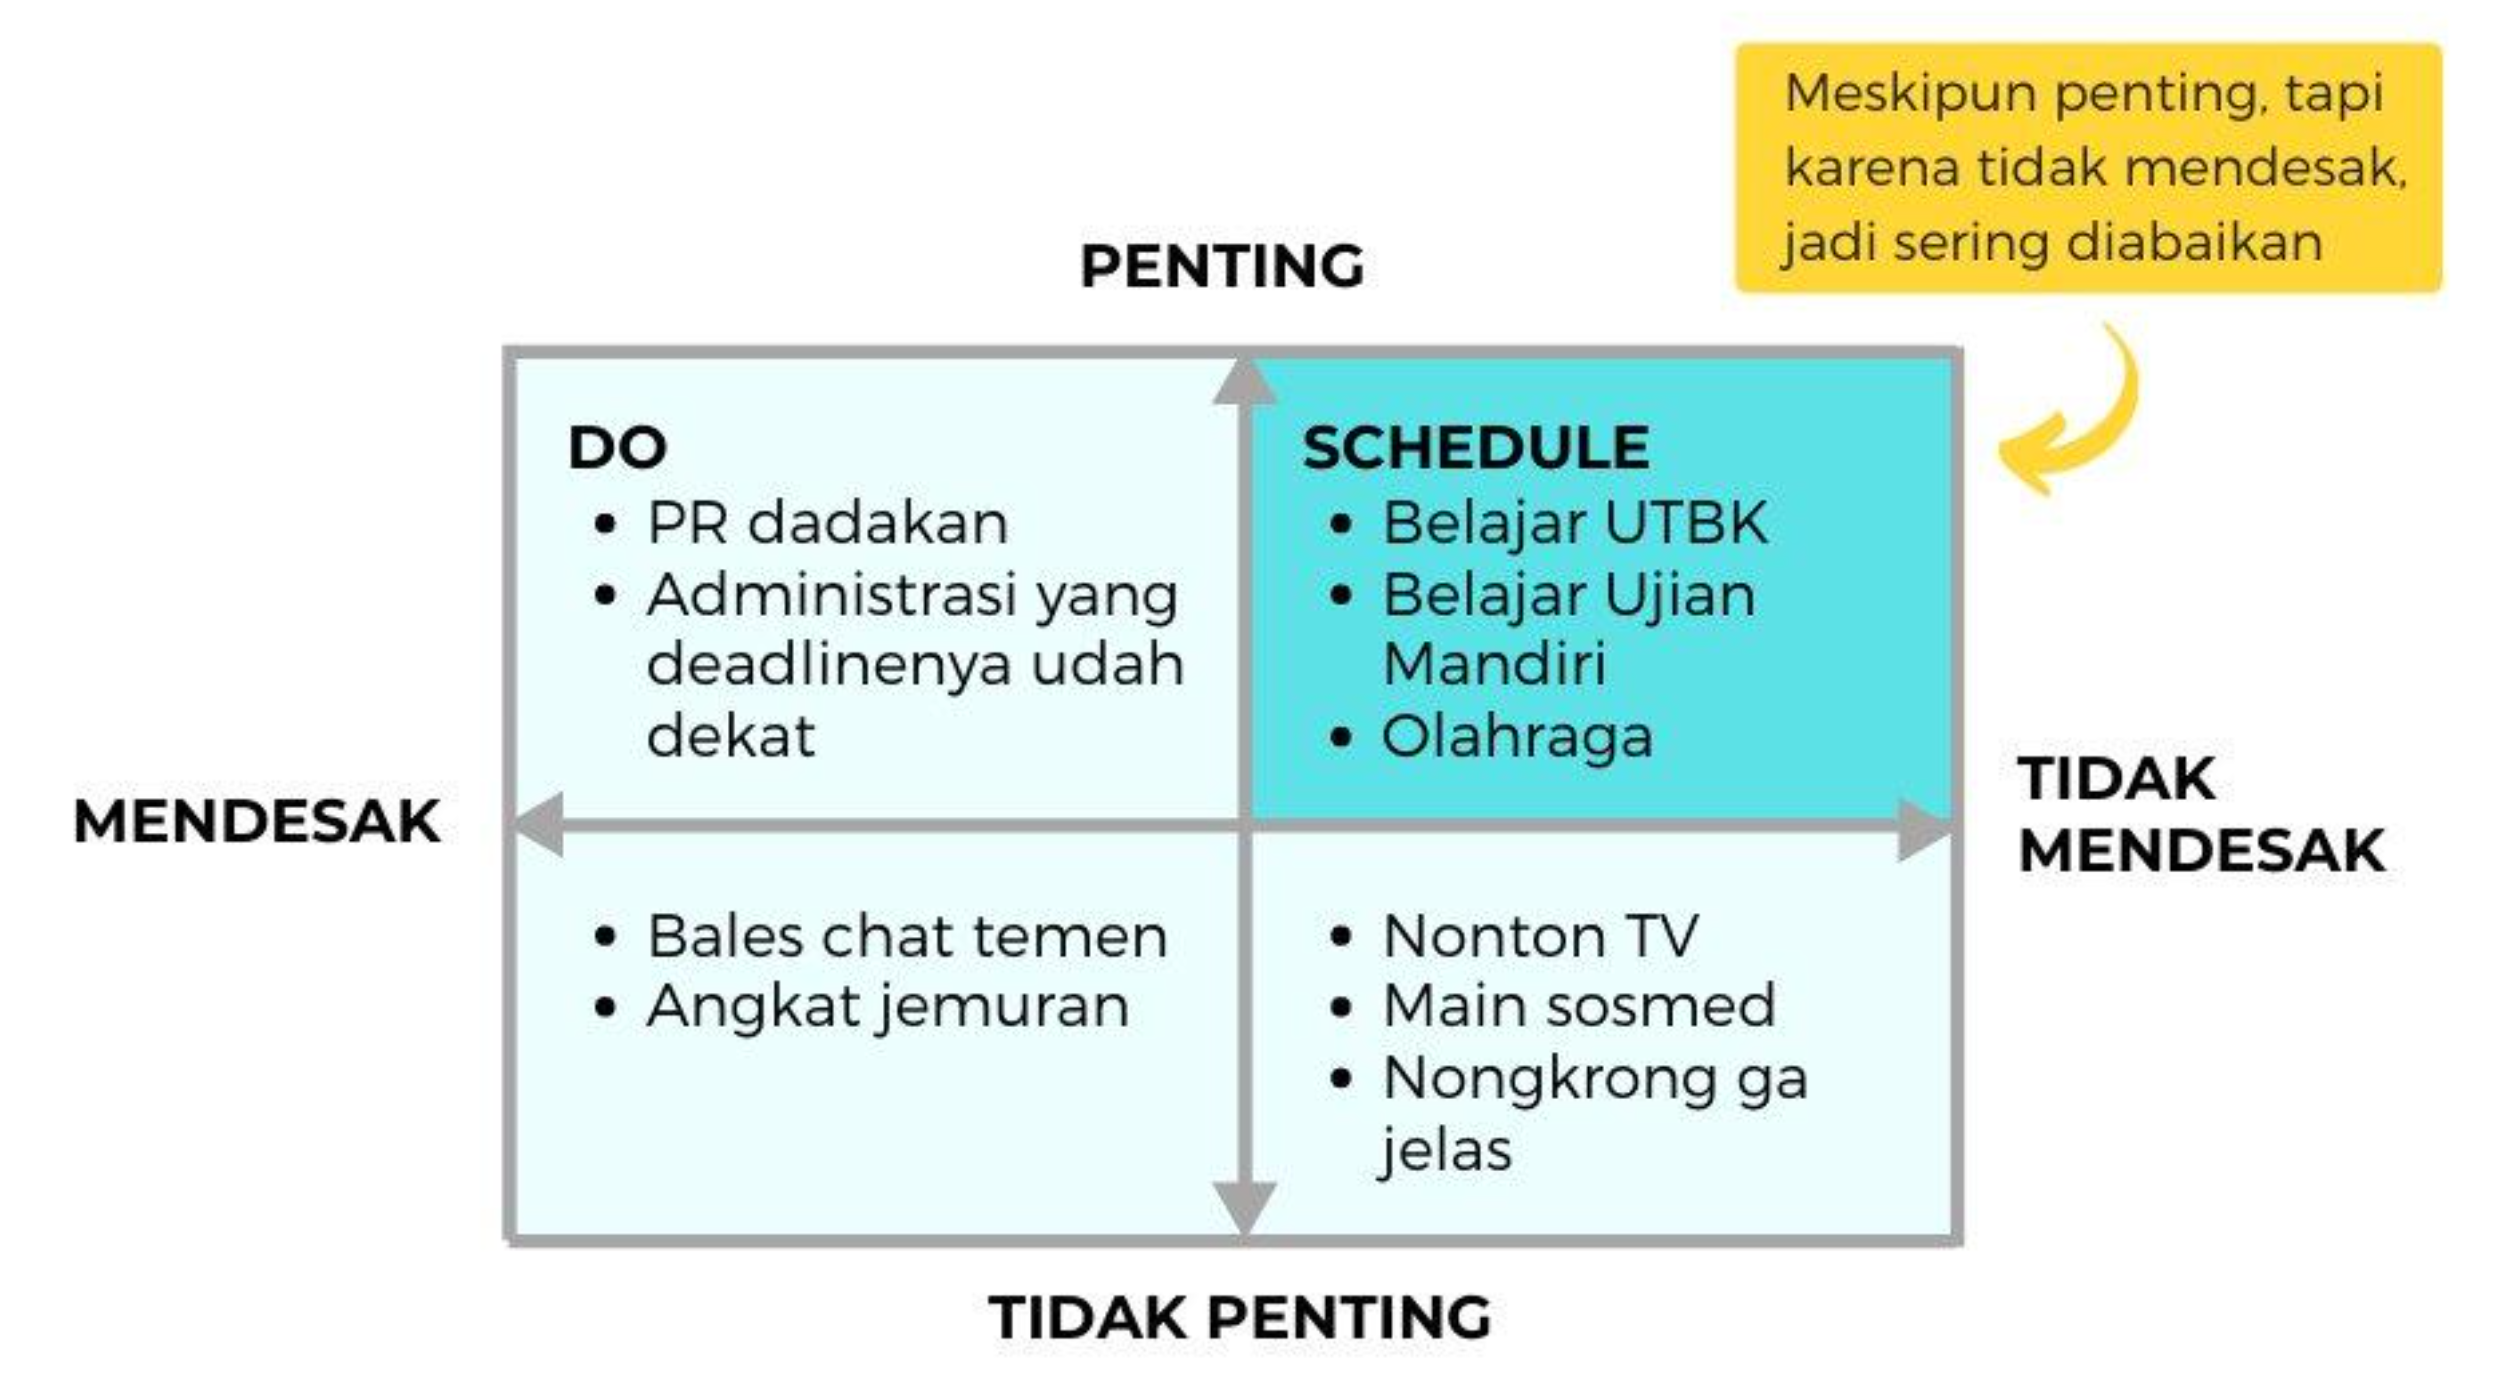 Meskipun penting, tapi
karena tidak mendesak,
jadi sering diabaikan
PENTING
DO
• PR dadakan
• Administrasi yang
deadlinenya udah
dekat
SCHEDULE
• Belajar UTBK
• Belajar Ujian
Mandiri
• Olahraga
MENDESAK
TIDAK
MENDESAK
• Bales chat temen
• Angkat jemuran
• Nonton TV
• Main sosmed
• Nongkrong ga
jelas
TIDAK PENTING